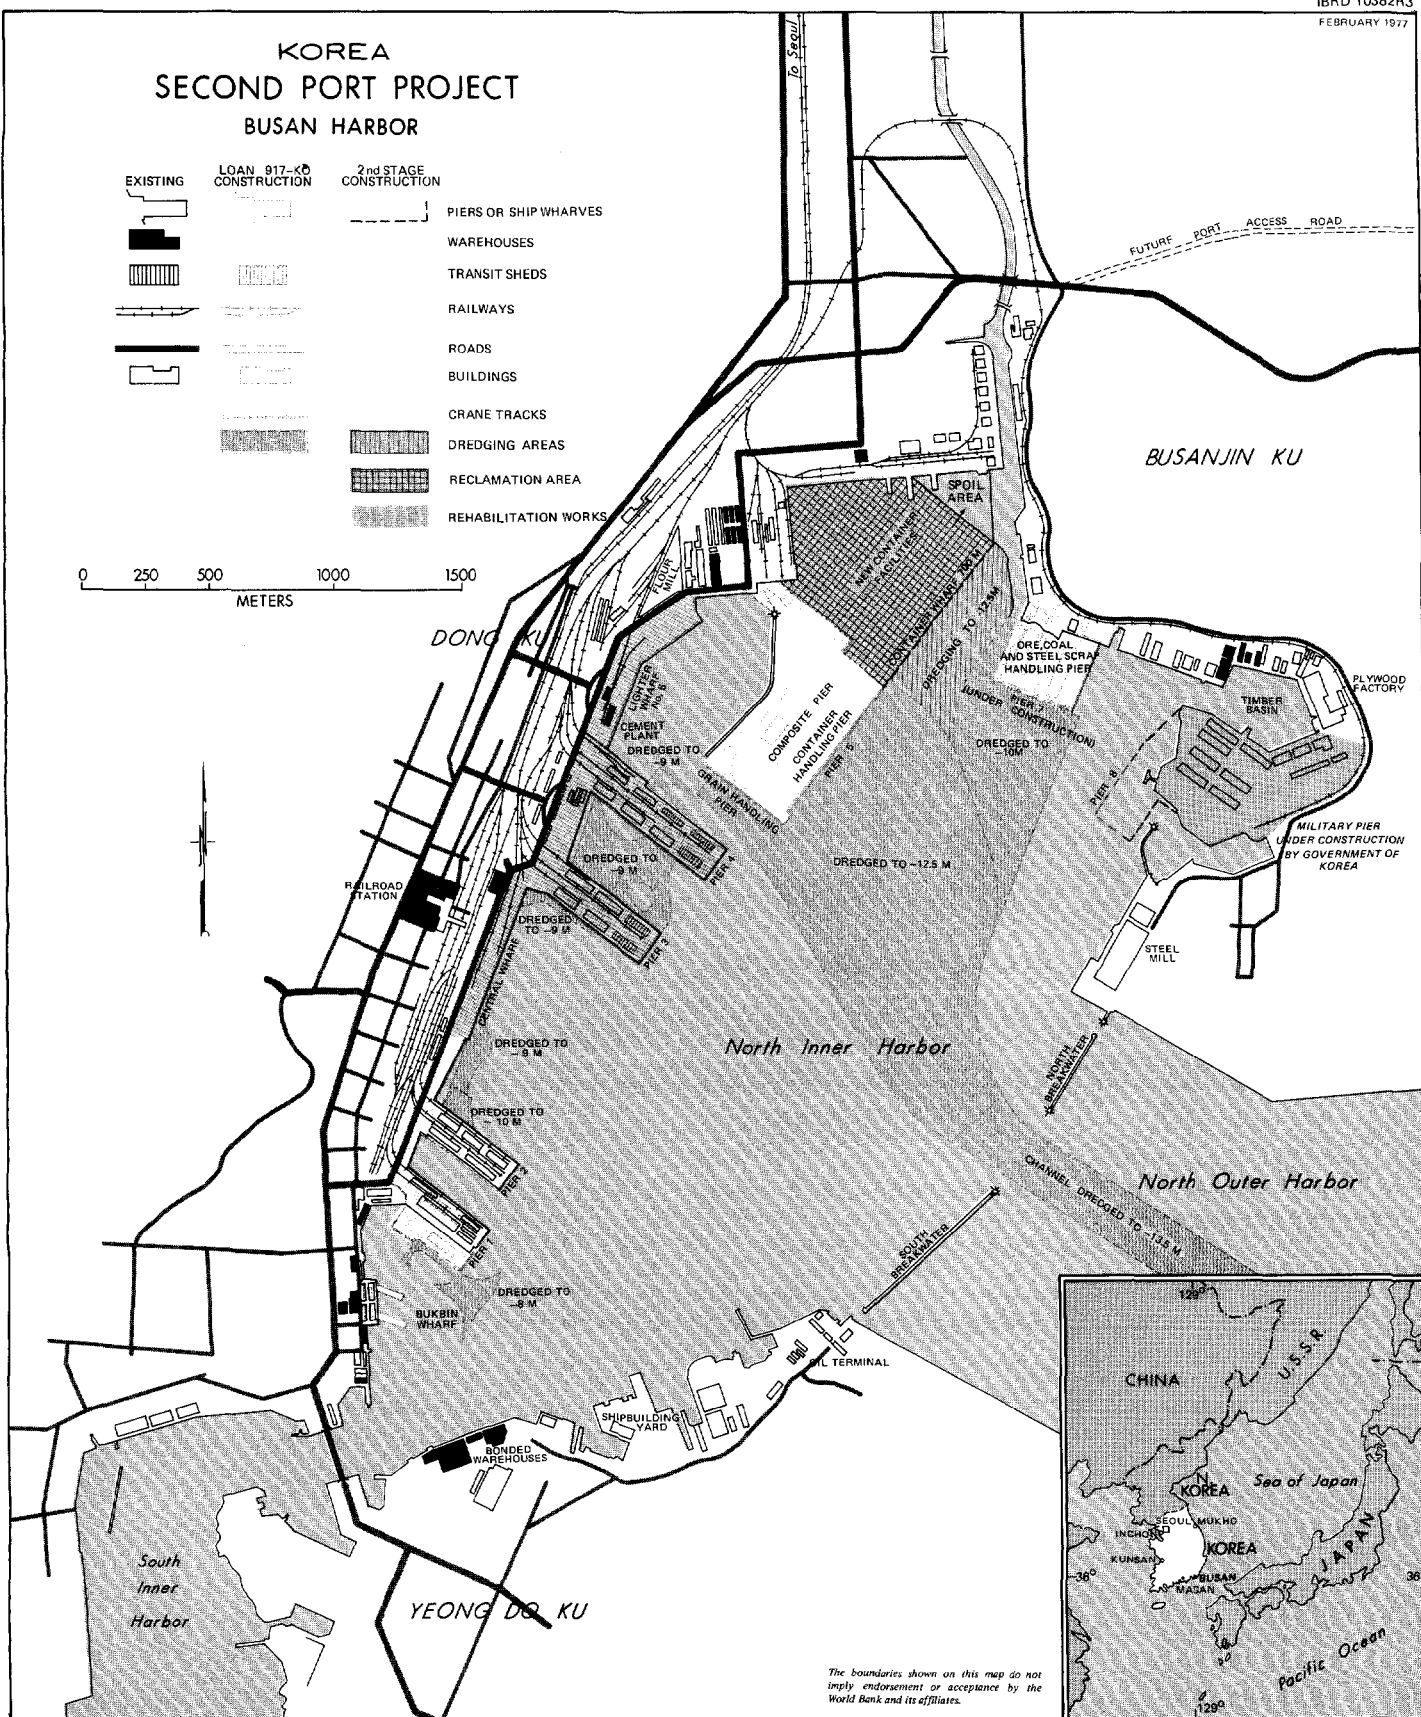 IBRD 10382R3
FEBRUARY 1977
KOREA
SECOND PORT PROJECT
BUSAN HARBOR
EXISTING
LOAN 917-KO
CONSTRUCTION
2nd STAGE
CONSTRUCTION
PIERS OR SHIP WHARVES
WAREHOUSES
TRANSIT SHEDS
RAILWAYS
ROADS
BUILDINGS
CRANE TRACKS
DREDGING AREAS
RECLAMATION AREA
REHABILITATION WORKS
0 250 500 1000 1500
METERS
To Seoul
FUTURE PORT ACCESS ROAD
BUSANJIN KU
SPOIL
AREA
NEW CONTAINER
FACILITIES
CONTAINER WHARF 700 M
DREDGING TO -12.5M
FLOUR
MILL
DONG KU
LIGHTER
WHARF
No. 6
CEMENT
PLANT
DREDGED TO
-9 M
ORE, COAL
AND STEEL SCRAP
HANDLING PIER
PIER 7
(UNDER CONSTRUCTION)
DREDGED TO
-10M
COMPOSITE PIER
CONTAINER
HANDLING PIER
PIER 5
GRAIN HANDLING
PIER
PLYWOOD
FACTORY
TIMBER
BASIN
PIER 8
MILITARY PIER
UNDER CONSTRUCTION
BY GOVERNMENT OF
KOREA
DREDGED TO
-9 M
PIER 4
DREDGED TO -12.5 M
RAILROAD
STATION
DREDGED
TO -9 M
PIER 3
CENTRAL WHARF
STEEL
MILL
DREDGED TO
- 9 M
North Inner Harbor
NORTH
BREAKWATER
DREDGED TO
- 10 M
PIER 2
CHANNEL DREDGED TO -13.5 M
North Outer Harbor
PIER 1
SOUTH
BREAKWATER
DREDGED TO
-8 M
BUKBIN
WHARF
OIL TERMINAL
SHIPBUILDING
YARD
BONDED
WAREHOUSES
South
Inner
Harbor
YEONG DO KU
129°
U.S.S.R.
CHINA
N
KOREA
Sea of Japan
SEOUL
MUKHO
INCHON
KOREA
JAPAN
KUNSAN
36°
BUSAN
MASAN
36
Pacific Ocean
129°
The boundaries shown on this map do not
imply endorsement or acceptance by the
World Bank and its affiliates.